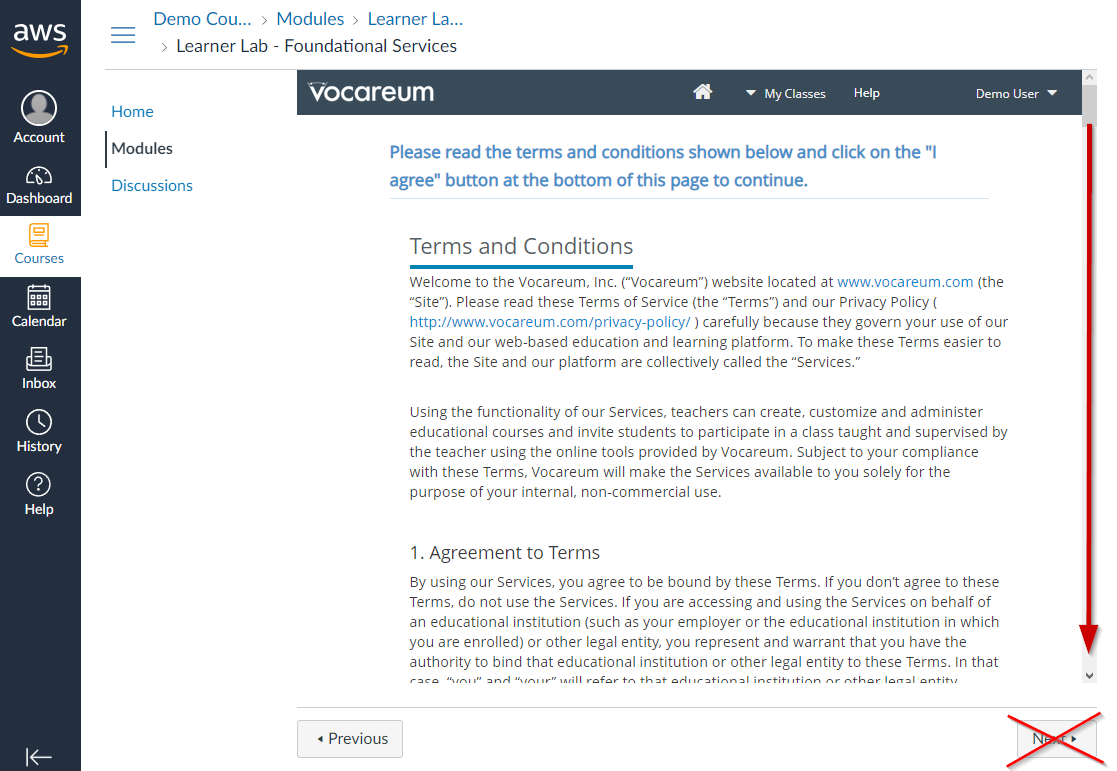 aws
Account
Dashboard
Courses
Calendar
Inbox
History
Help
Demo Cou... > Modules > Learner La...
> Learner Lab - Foundational Services
Home
Modules
Discussions
Vocareum
My Classes
Help
Demo User
Please read the terms and conditions shown below and click on the "I
agree" button at the bottom of this page to continue.
Terms and Conditions
Welcome to the Vocareum, Inc. (“Vocareum”) website located at www.vocareum.com (the
“Site”). Please read these Terms of Service (the “Terms”) and our Privacy Policy (
http://www.vocareum.com/privacy-policy/ ) carefully because they govern your use of our
Site and our web-based education and learning platform. To make these Terms easier to
read, the Site and our platform are collectively called the “Services.”
Using the functionality of our Services, teachers can create, customize and administer
educational courses and invite students to participate in a class taught and supervised by
the teacher using the online tools provided by Vocareum. Subject to your compliance
with these Terms, Vocareum will make the Services available to you solely for the
purpose of your internal, non-commercial use.
1. Agreement to Terms
By using our Services, you agree to be bound by these Terms. If you don’t agree to these
Terms, do not use the Services. If you are accessing and using the Services on behalf of
an educational institution (such as your employer or the educational institution in which
you are enrolled) or other legal entity, you represent and warrant that you have the
authority to bind that educational institution or other legal entity to these Terms. In that
case, “you” and “your” will refer to that educational institution or other legal entity.
Previous
Next